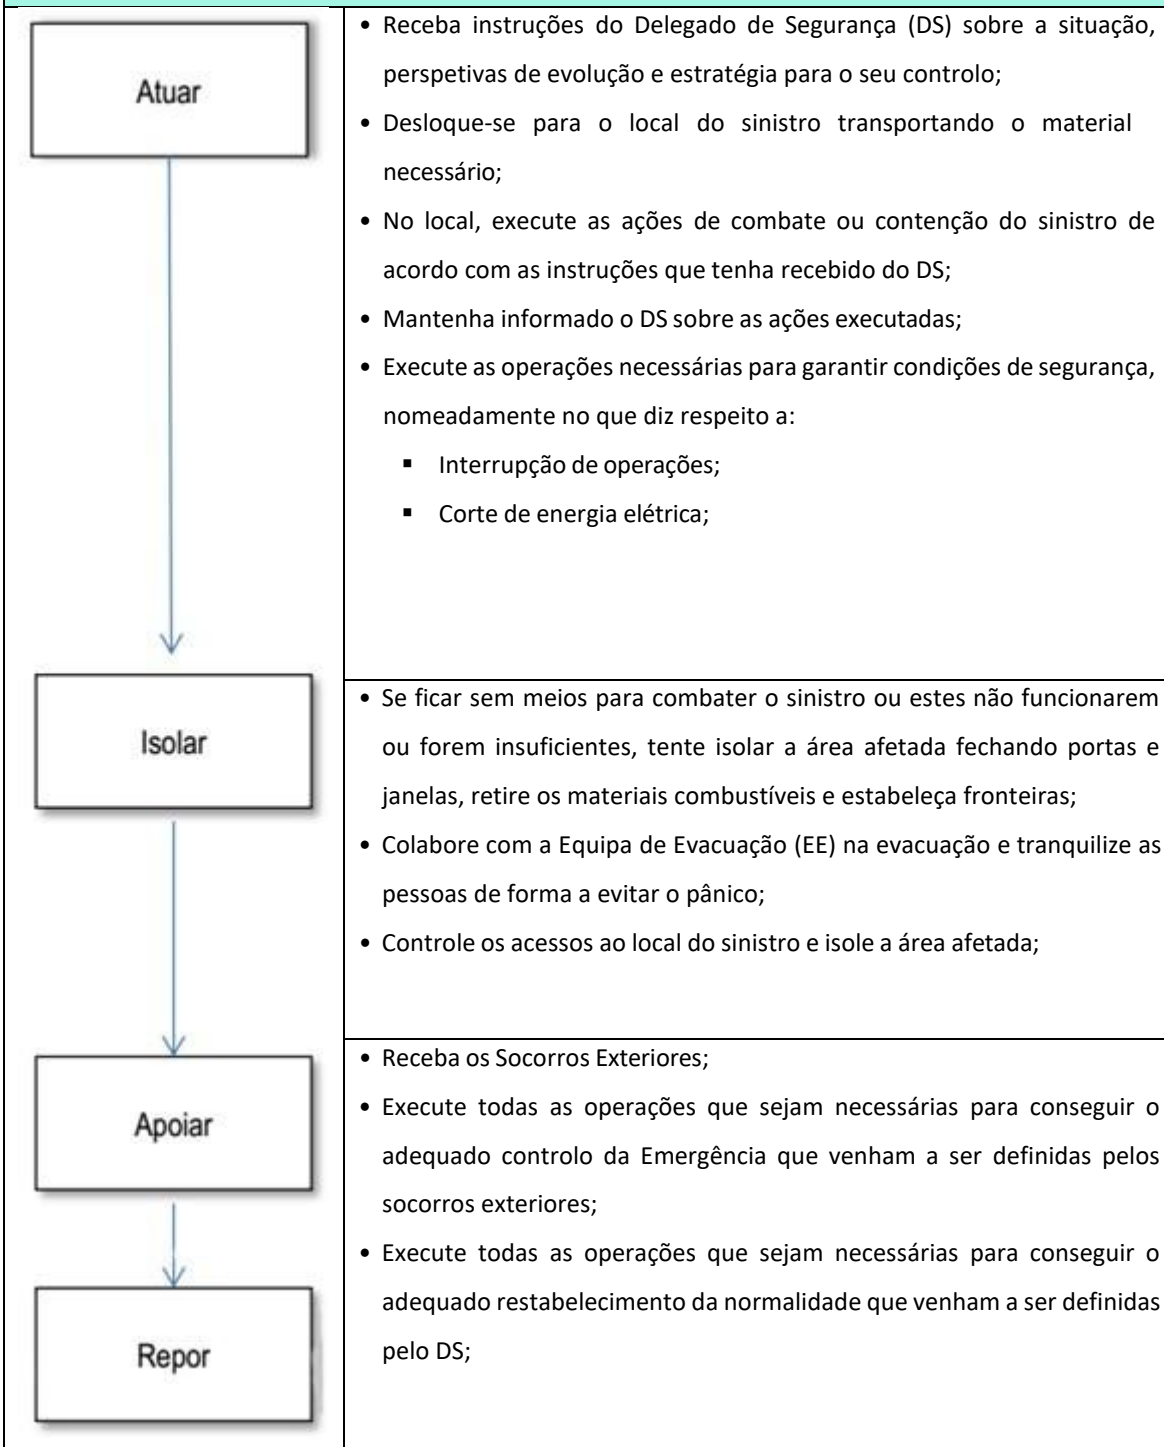 Atuar
• Receba instruções do Delegado de Segurança (DS) sobre a situação,
perspetivas de evolução e estratégia para o seu controlo;
• Desloque-se para o local do sinistro transportando o material
necessário;
• No local, execute as ações de combate ou contenção do sinistro de
acordo com as instruções que tenha recebido do DS;
• Mantenha informado o DS sobre as ações executadas;
• Execute as operações necessárias para garantir condições de segurança,
nomeadamente no que diz respeito a:
▪ Interrupção de operações;
▪ Corte de energia elétrica;
Isolar
• Se ficar sem meios para combater o sinistro ou estes não funcionarem
ou forem insuficientes, tente isolar a área afetada fechando portas e
janelas, retire os materiais combustíveis e estabeleça fronteiras;
• Colabore com a Equipa de Evacuação (EE) na evacuação e tranquilize as
pessoas de forma a evitar o pânico;
• Controle os acessos ao local do sinistro e isole a área afetada;
Apoiar
• Receba os Socorros Exteriores;
• Execute todas as operações que sejam necessárias para conseguir o
adequado controlo da Emergência que venham a ser definidas pelos
socorros exteriores;
• Execute todas as operações que sejam necessárias para conseguir o
adequado restabelecimento da normalidade que venham a ser definidas
pelo DS;
Repor